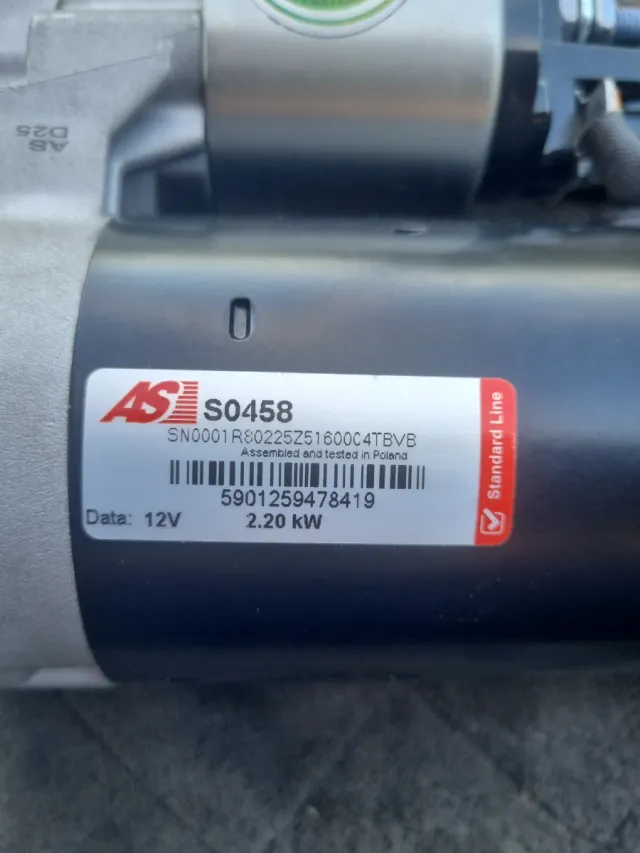 AS
D25
AS S0458
SN0001R80225Z51600C4TBVB
Assembled and tested in Poland
5901259478419
Data: 12V 2.20 kW
Standard Line